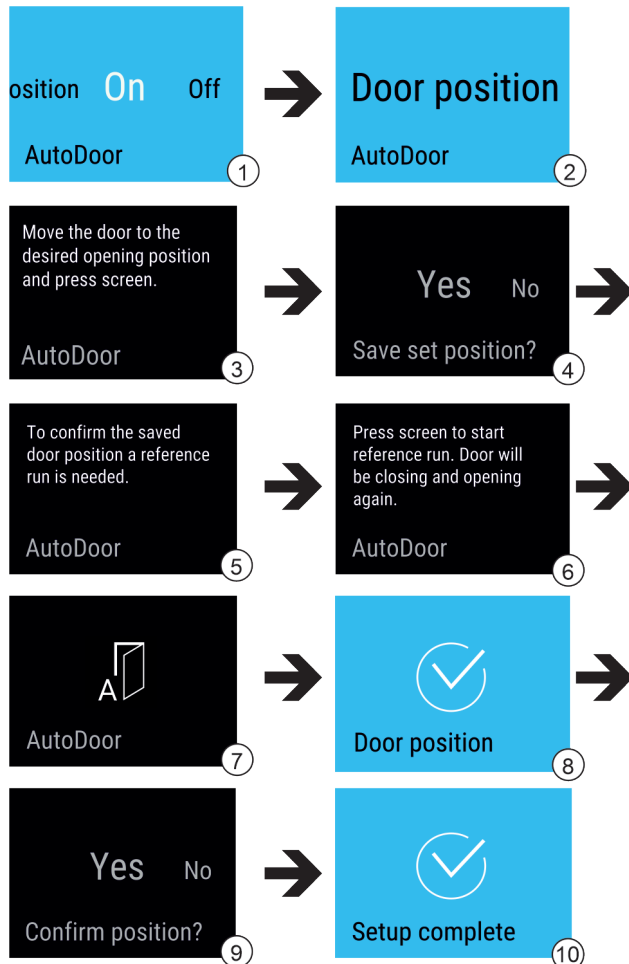 osition On Off
AutoDoor
1
Door position
AutoDoor
2
Move the door to the
desired opening position
and press screen.
AutoDoor
3
Yes No
Save set position?
4
To confirm the saved
door position a reference
run is needed.
AutoDoor
5
Press screen to start
reference run. Door will
be closing and opening
again.
AutoDoor
6
A
AutoDoor
7
Door position
8
Yes No
Confirm position?
9
Setup complete
10